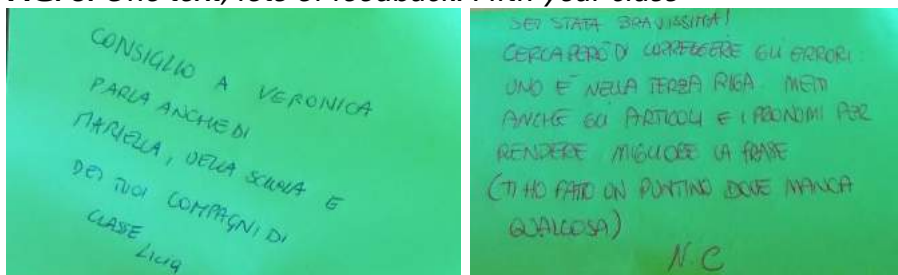 CONSIGLIO A VERONICA
PARLA ANCHE DI
MARIELLA, DELLA SCUOLA E
DEI TUOI COMPAGNI DI
CLASSE
Licia
SEI STATA BRAVISSIMA!
CERCA PERÒ DI CORREGGERE GLI ERRORI:
UNO È NELLA TERZA RIGA. METTI
ANCHE GLI ARTICOLI E I PRONOMI PER
RENDERE MIGLIORE LA FRASE
(TI HO FATTO UN PUNTINO DOVE MANCA
QUALCOSA)
N.C